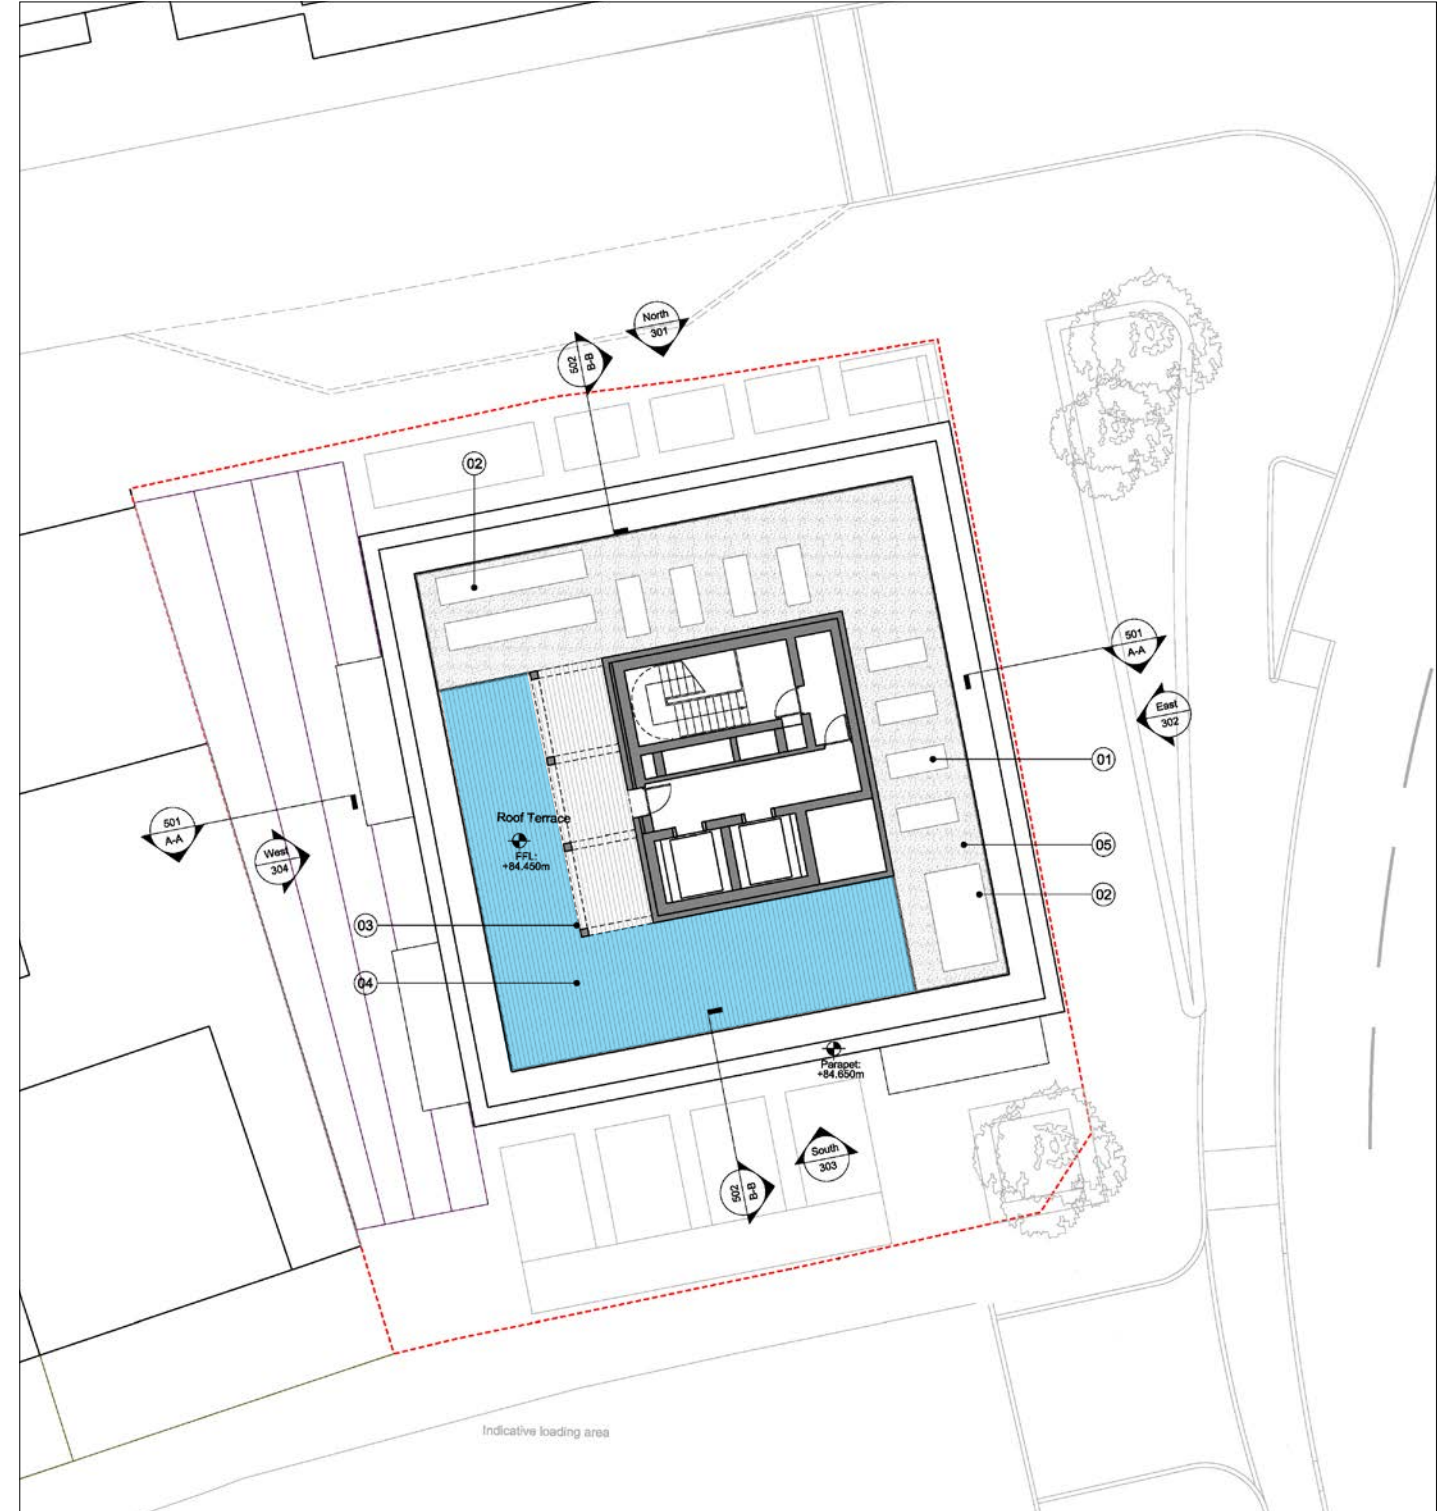 North
301
502
B-B
02
501
A-A
East
302
01
Roof Terrace
FFL:
+84.450m
501
A-A
West
304
05
02
03
04
Parapet:
+84.650m
South
303
502
B-B
Indicative loading area